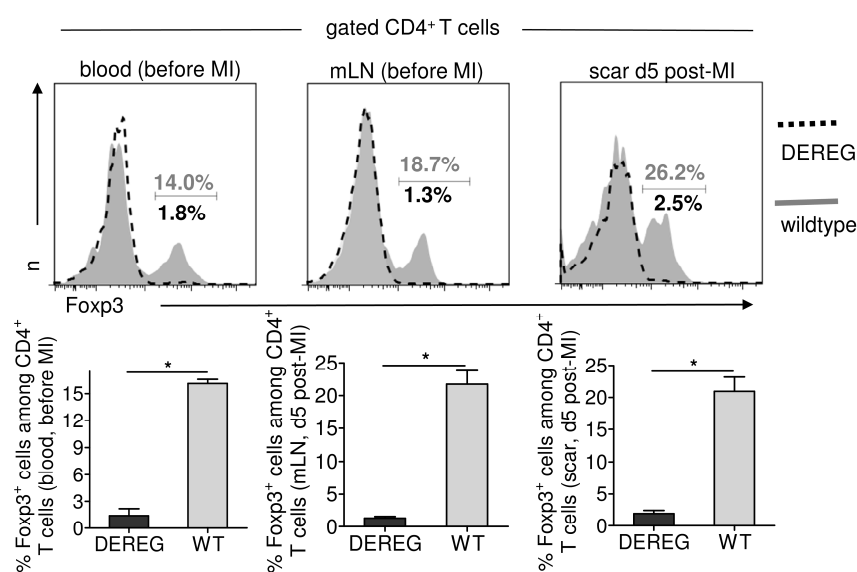 gated CD4⁺ T cells
blood (before MI)
mLN (before MI)
scar d5 post-MI
14.0%
1.8%
18.7%
1.3%
26.2%
2.5%
DEREG
wildtype
n
Foxp3
% Foxp3⁺ cells among CD4⁺
T cells (blood, before MI)
*
15
12
9
6
3
0
DEREG
WT
% Foxp3⁺ cells among CD4⁺
T cells (mLN, d5 post-MI)
*
25
20
15
10
5
0
DEREG
WT
% Foxp3⁺ cells among CD4⁺
T cells (scar, d5 post-MI)
*
25
20
15
10
5
0
DEREG
WT